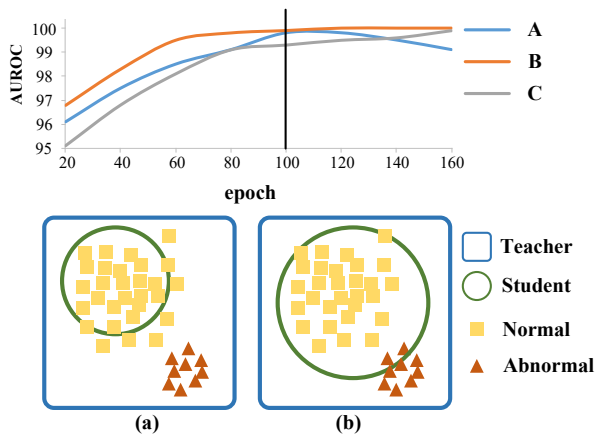 AUROC
100
99
98
97
96
95
20
40
60
80
100
120
140
160
epoch
A
B
C
Teacher
Student
Normal
Abnormal
(a)
(b)